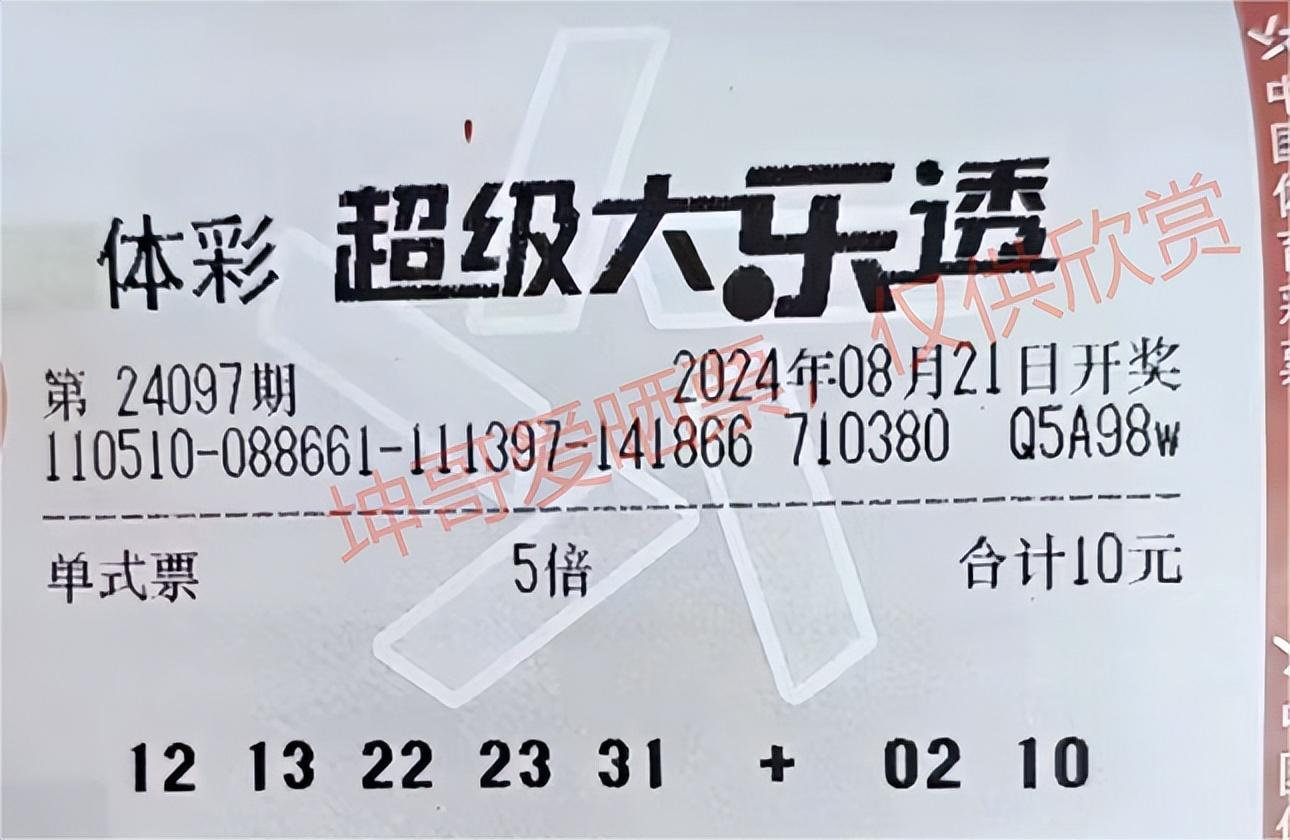 体彩 超级大乐透
第 24097期 2024年08月21日开奖
110510-088661-111397-141866 710380 Q5A98w
坤哥爱晒票，仅供欣赏
单式票 5倍 合计10元
12 13 22 23 31 + 02 10
中国体育彩票
中国体